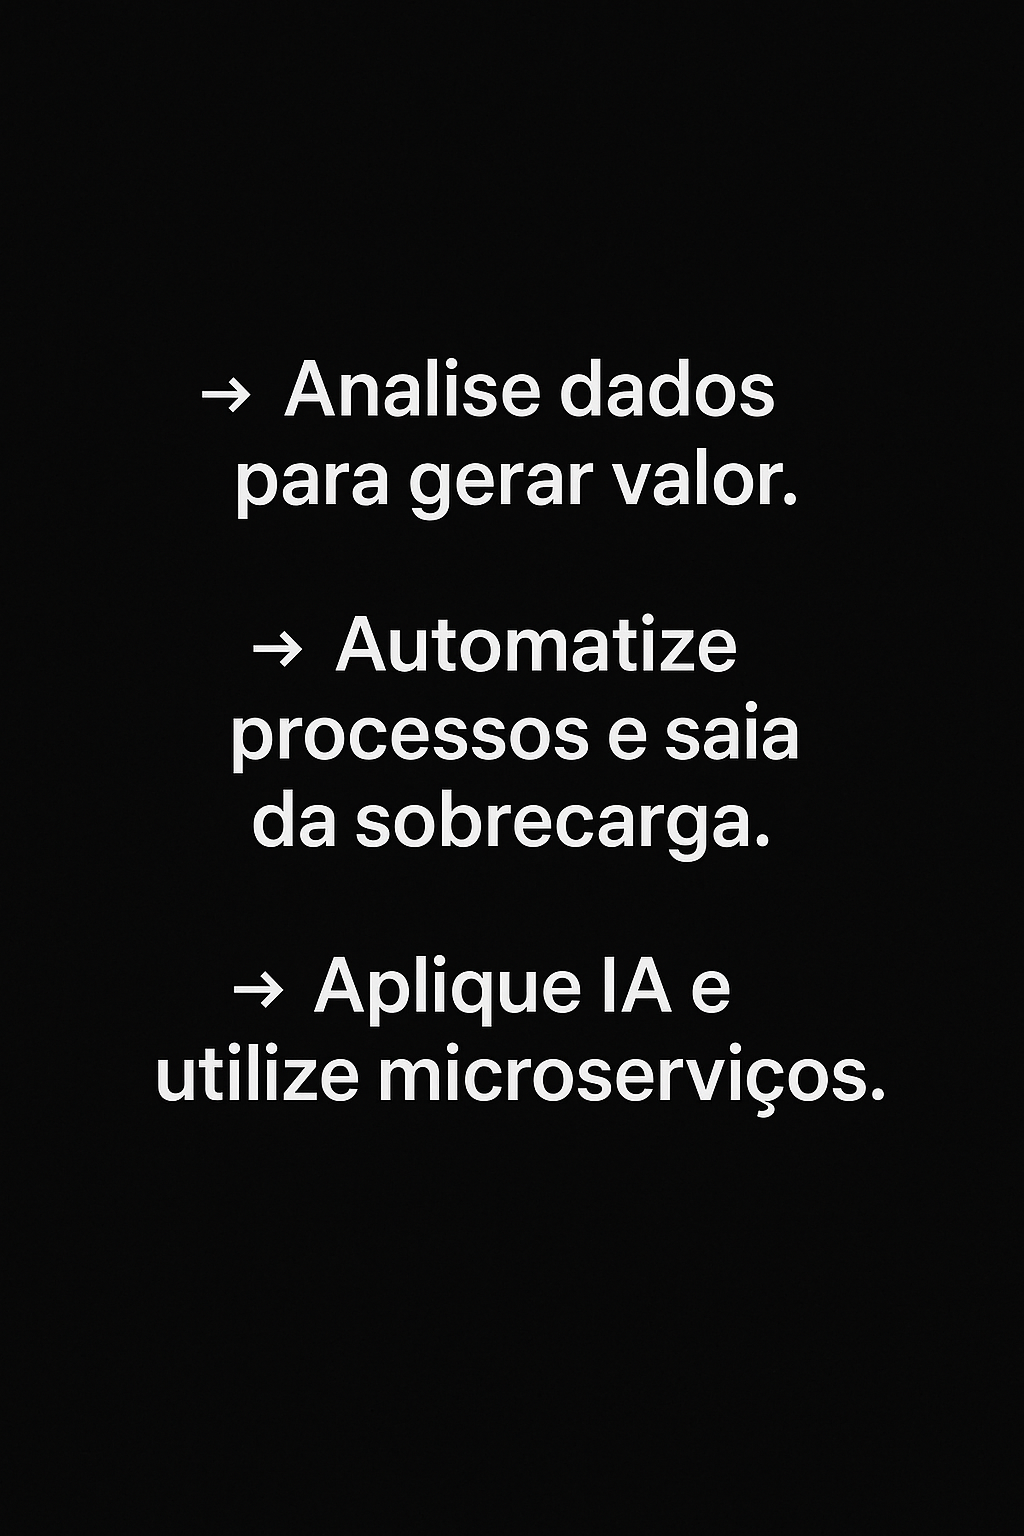 → Analise dados
para gerar valor.
→ Automatize
processos e saia
da sobrecarga.
→ Aplique IA e
utilize microserviços.